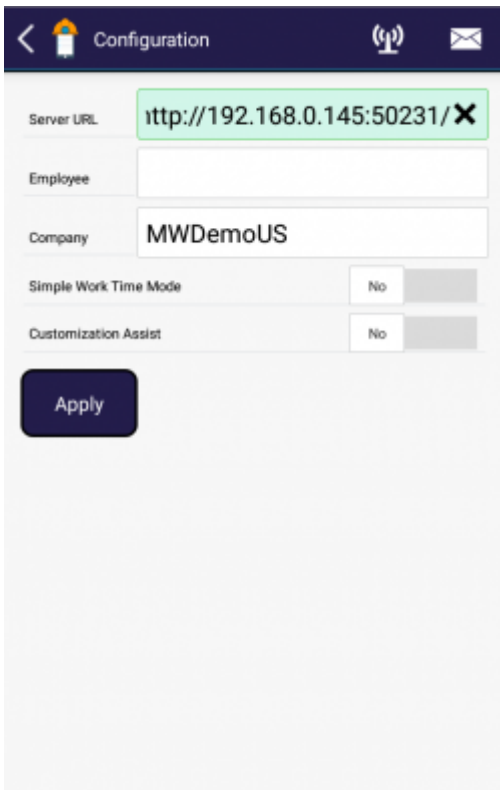 Configuration
Server URL http://192.168.0.145:50231/
Employee
Company MWDemoUS
Simple Work Time Mode No
Customization Assist No
Apply